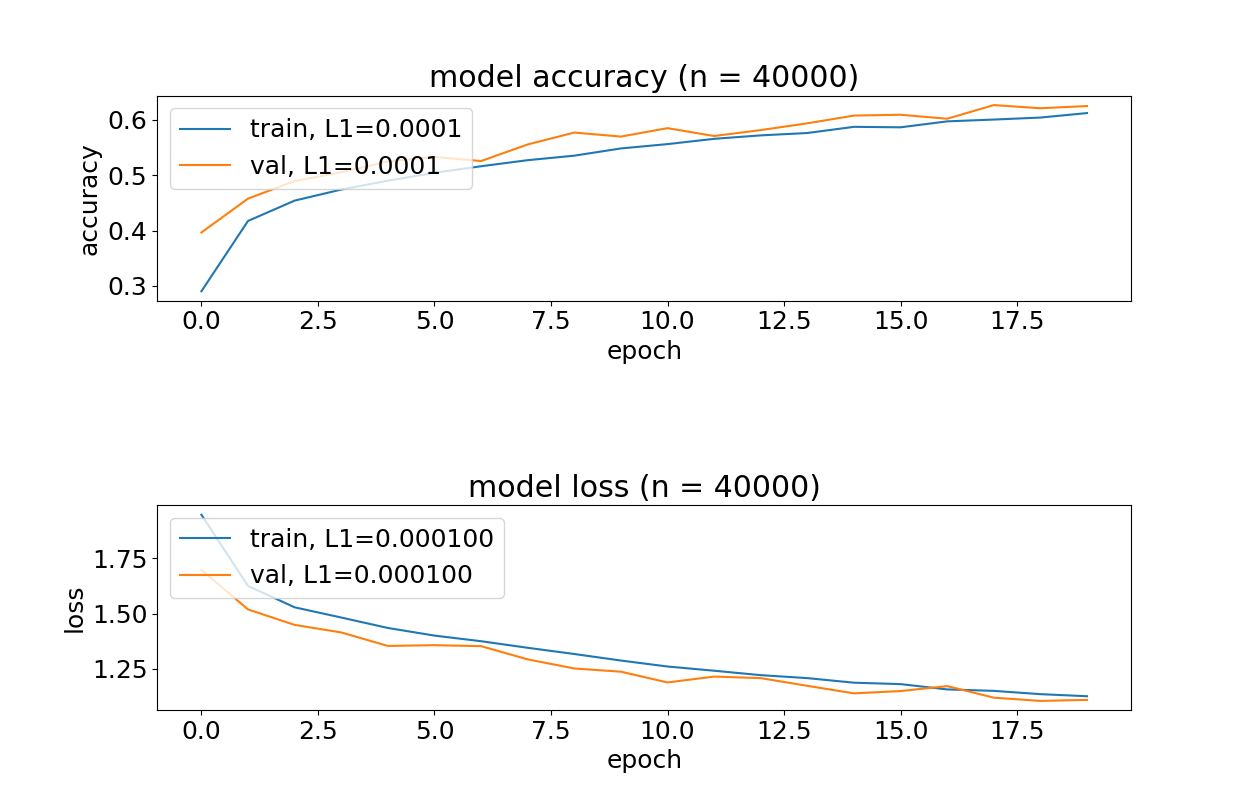 model accuracy (n = 40000)
train, L1=0.0001
val, L1=0.0001
accuracy
0.6
0.5
0.4
0.3
0.0 2.5 5.0 7.5 10.0 12.5 15.0 17.5
epoch
model loss (n = 40000)
train, L1=0.000100
val, L1=0.000100
loss
1.75
1.50
1.25
0.0 2.5 5.0 7.5 10.0 12.5 15.0 17.5
epoch